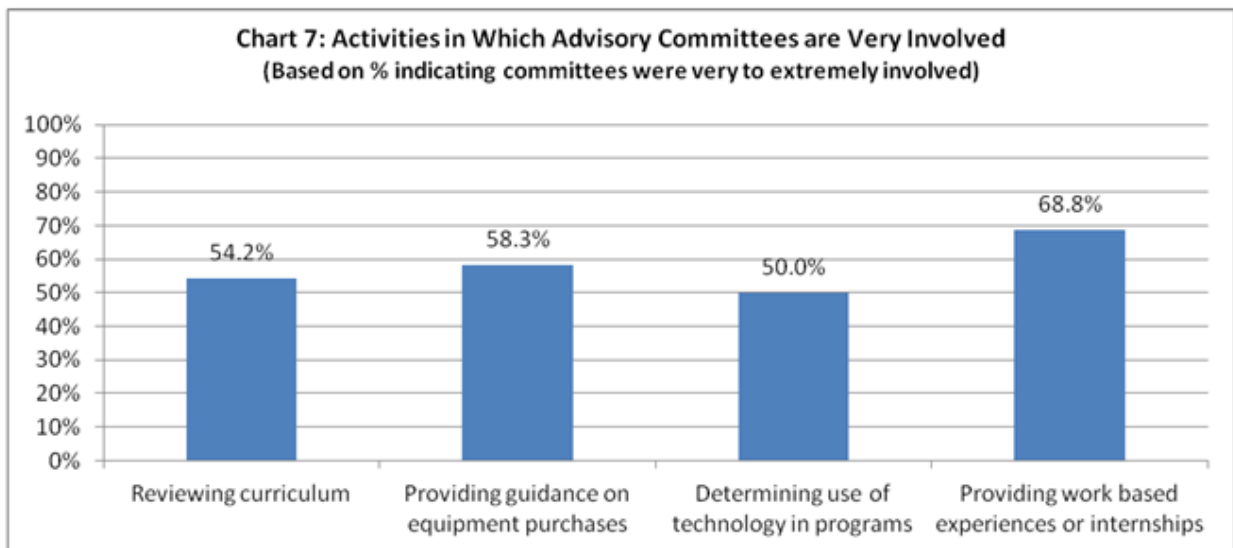 Chart 7: Activities in Which Advisory Committees are Very Involved
(Based on % indicating committees were very to extremely involved)
100%
90%
80%
70%
60%
50%
40%
30%
20%
10%
0%
54.2%
58.3%
50.0%
68.8%
Reviewing curriculum
Providing guidance on
equipment purchases
Determining use of
technology in programs
Providing work based
experiences or internships